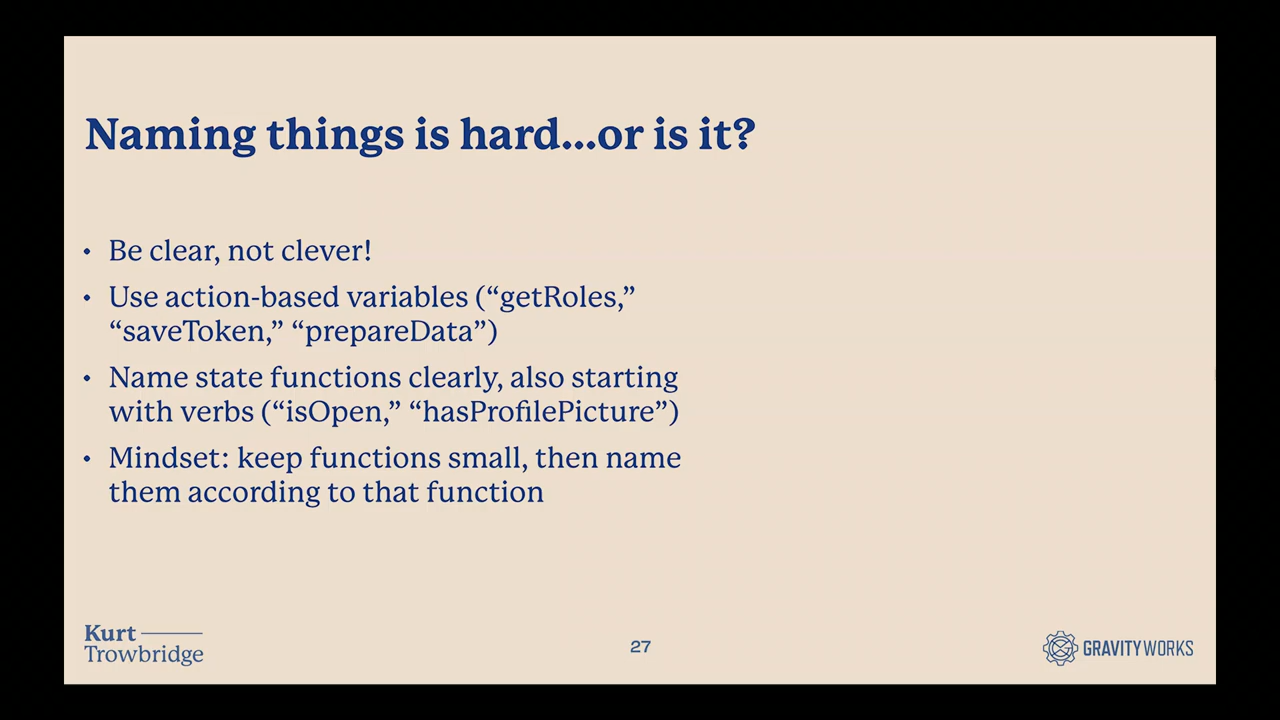 Naming things is hard...or is it?
• Be clear, not clever!
• Use action-based variables (“getRoles,”
“saveToken,” “prepareData”)
• Name state functions clearly, also starting
with verbs (“isOpen,” “hasProfilePicture”)
• Mindset: keep functions small, then name
them according to that function
Kurt
Trowbridge
27
GRAVITYWORKS